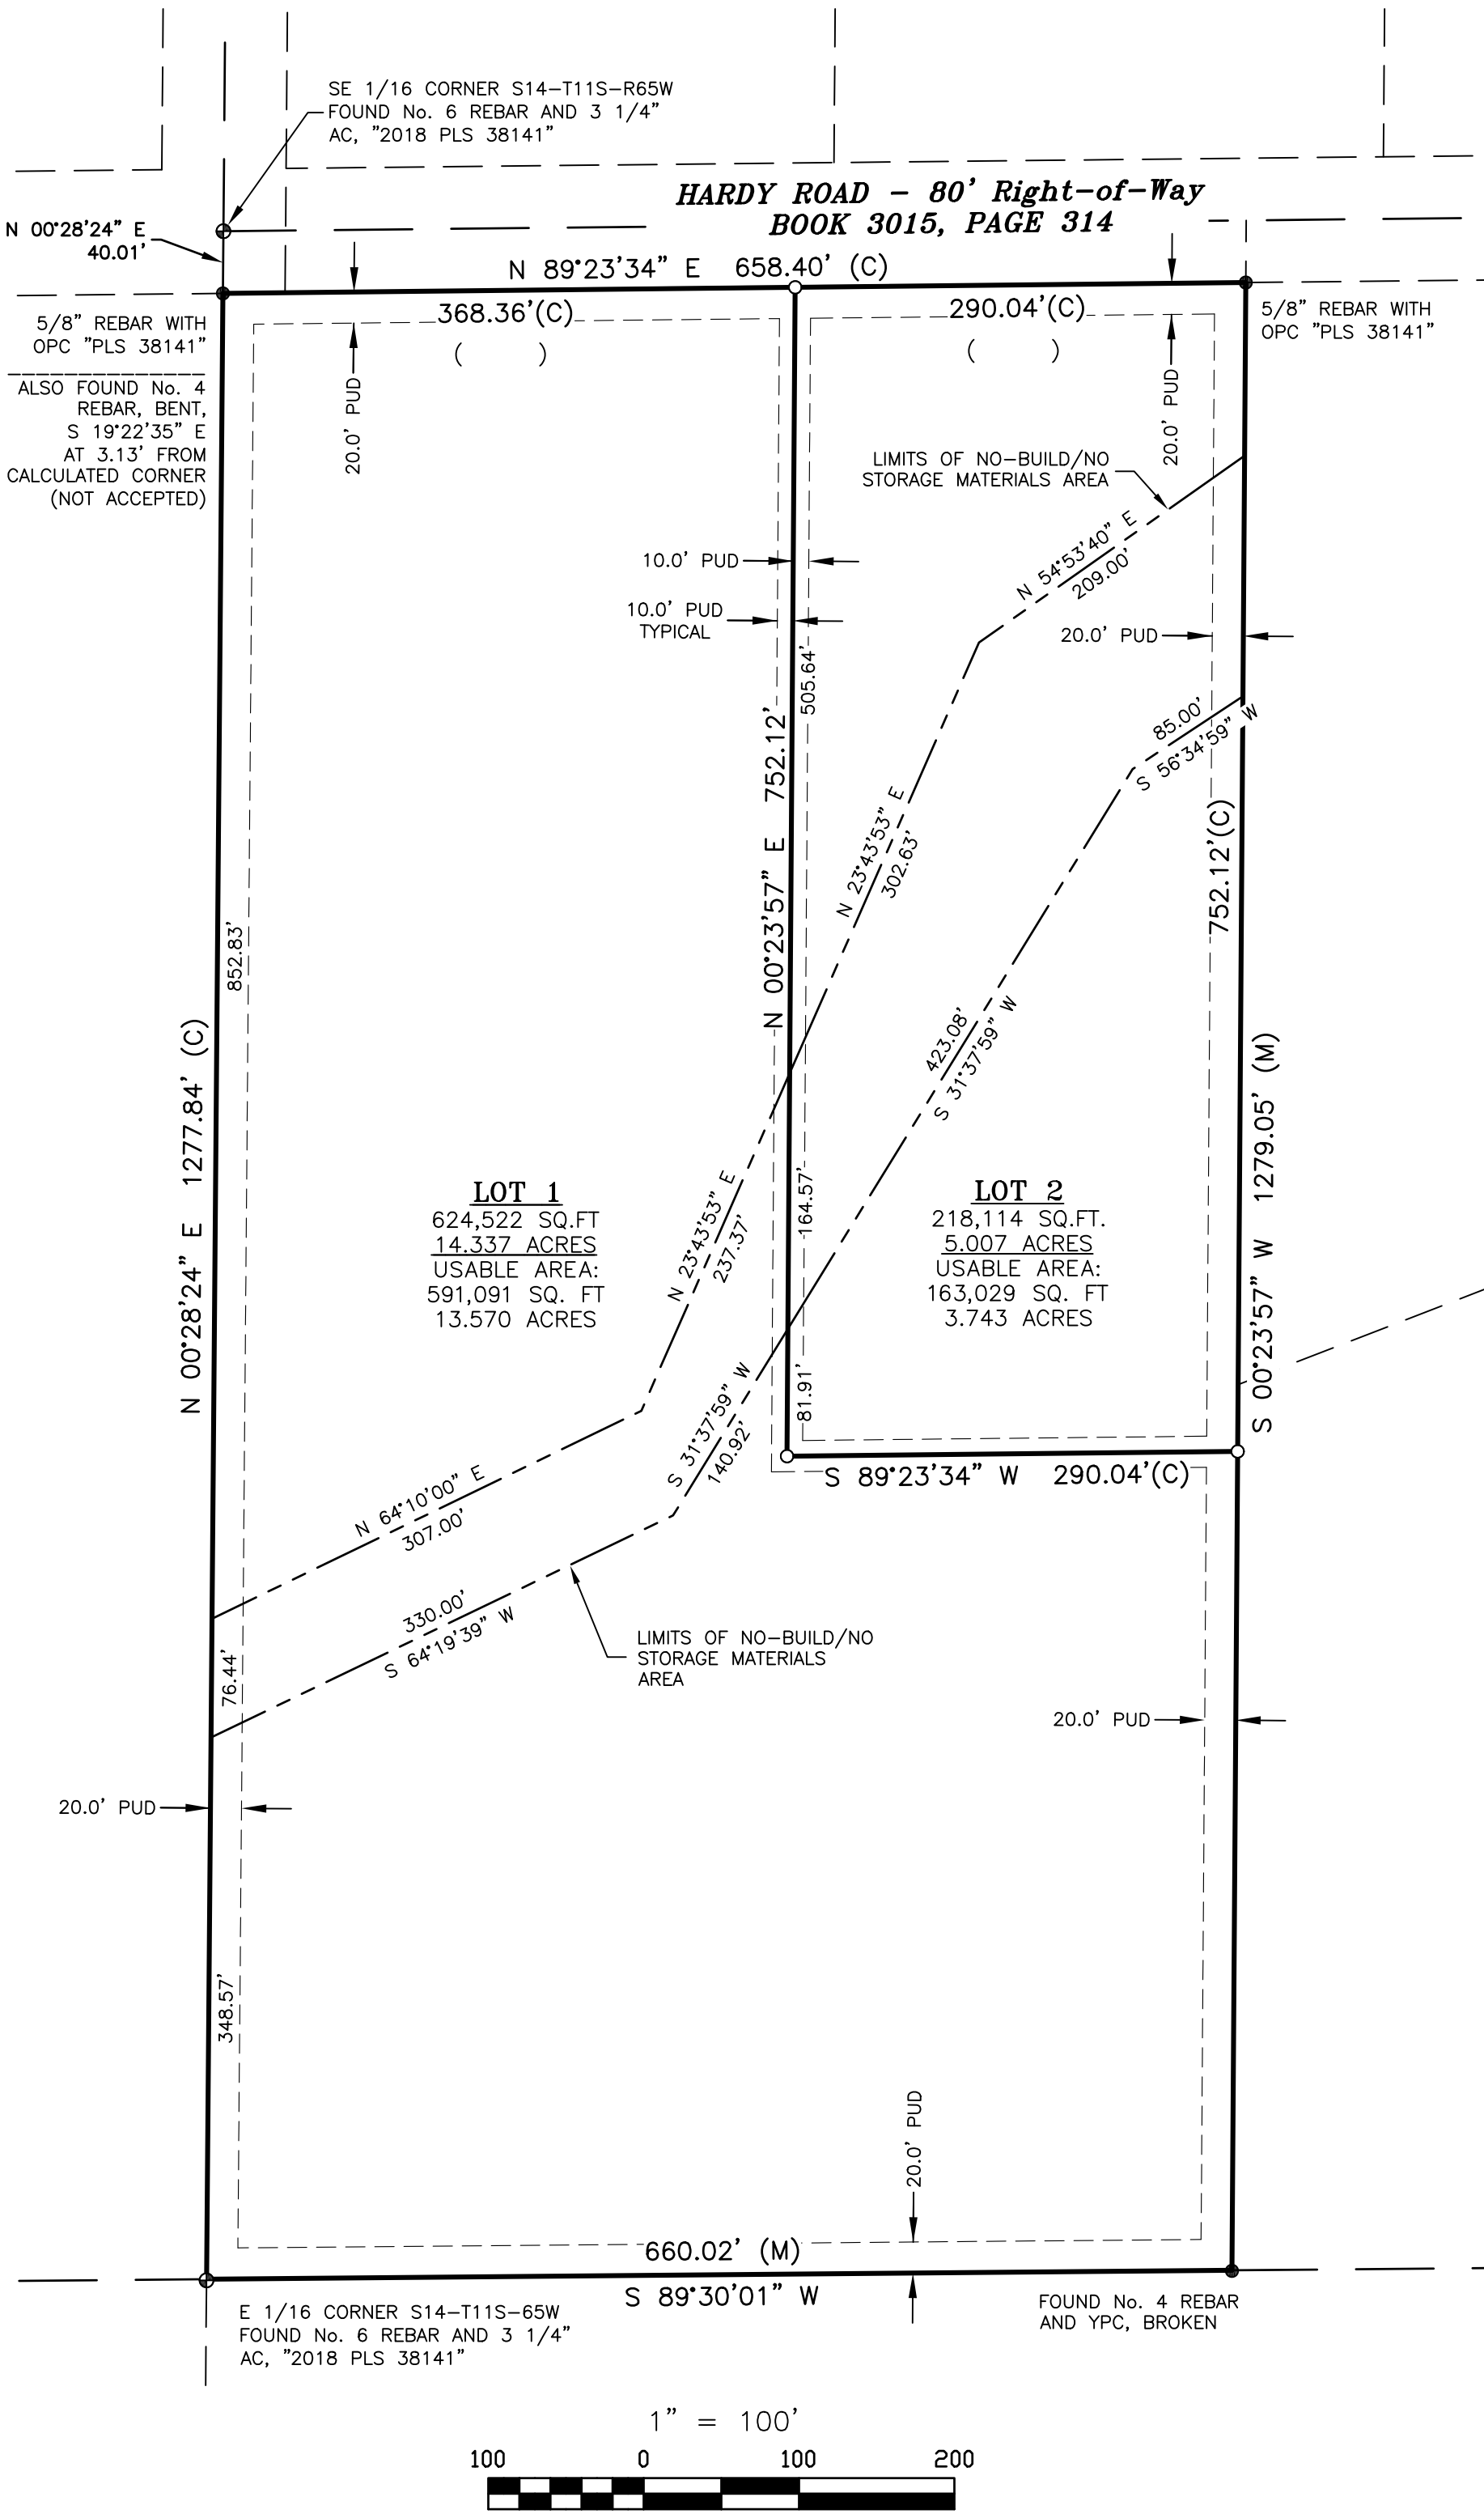 SE 1/16 CORNER S14-T11S-R65W
FOUND No. 6 REBAR AND 3 1/4"
AC, "2018 PLS 38141"
HARDY ROAD - 80' Right-of-Way
BOOK 3015, PAGE 314
N 00°28'24" E
40.01'
N 89°23'34" E 658.40' (C)
368.36'(C)
290.04'(C)
( )
( )
5/8" REBAR WITH
OPC "PLS 38141"
ALSO FOUND No. 4
REBAR, BENT,
S 19°22'35" E
AT 3.13' FROM
CALCULATED CORNER
(NOT ACCEPTED)
5/8" REBAR WITH
OPC "PLS 38141"
20.0' PUD
20.0' PUD
LIMITS OF NO-BUILD/NO
STORAGE MATERIALS AREA
N 54°53'40" E
209.00'
10.0' PUD
10.0' PUD
TYPICAL
20.0' PUD
505.64'
N 00°23'57" E 752.12'
85.00'
S 56°34'59" W
N 23°43'53" E
302.63'
752.12'(C)
852.83'
N 00°28'24" E 1277.84' (C)
423.08'
S 31°37'59" W
S 00°23'57" W 1279.05' (M)
164.57'
LOT 1
624,522 SQ.FT
14.337 ACRES
USABLE AREA:
591,091 SQ. FT
13.570 ACRES
N 23°43'53" E
237.37'
LOT 2
218,114 SQ.FT.
5.007 ACRES
USABLE AREA:
163,029 SQ. FT
3.743 ACRES
81.91'
S 31°37'59" W
140.92'
S 89°23'34" W 290.04'(C)
N 64°10'00" E
307.00'
330.00'
S 64°19'39" W
LIMITS OF NO-BUILD/NO
STORAGE MATERIALS
AREA
76.44'
20.0' PUD
20.0' PUD
348.57'
20.0' PUD
660.02' (M)
S 89°30'01" W
E 1/16 CORNER S14-T11S-65W
FOUND No. 6 REBAR AND 3 1/4"
AC, "2018 PLS 38141"
FOUND No. 4 REBAR
AND YPC, BROKEN
1" = 100'
100 0 100 200